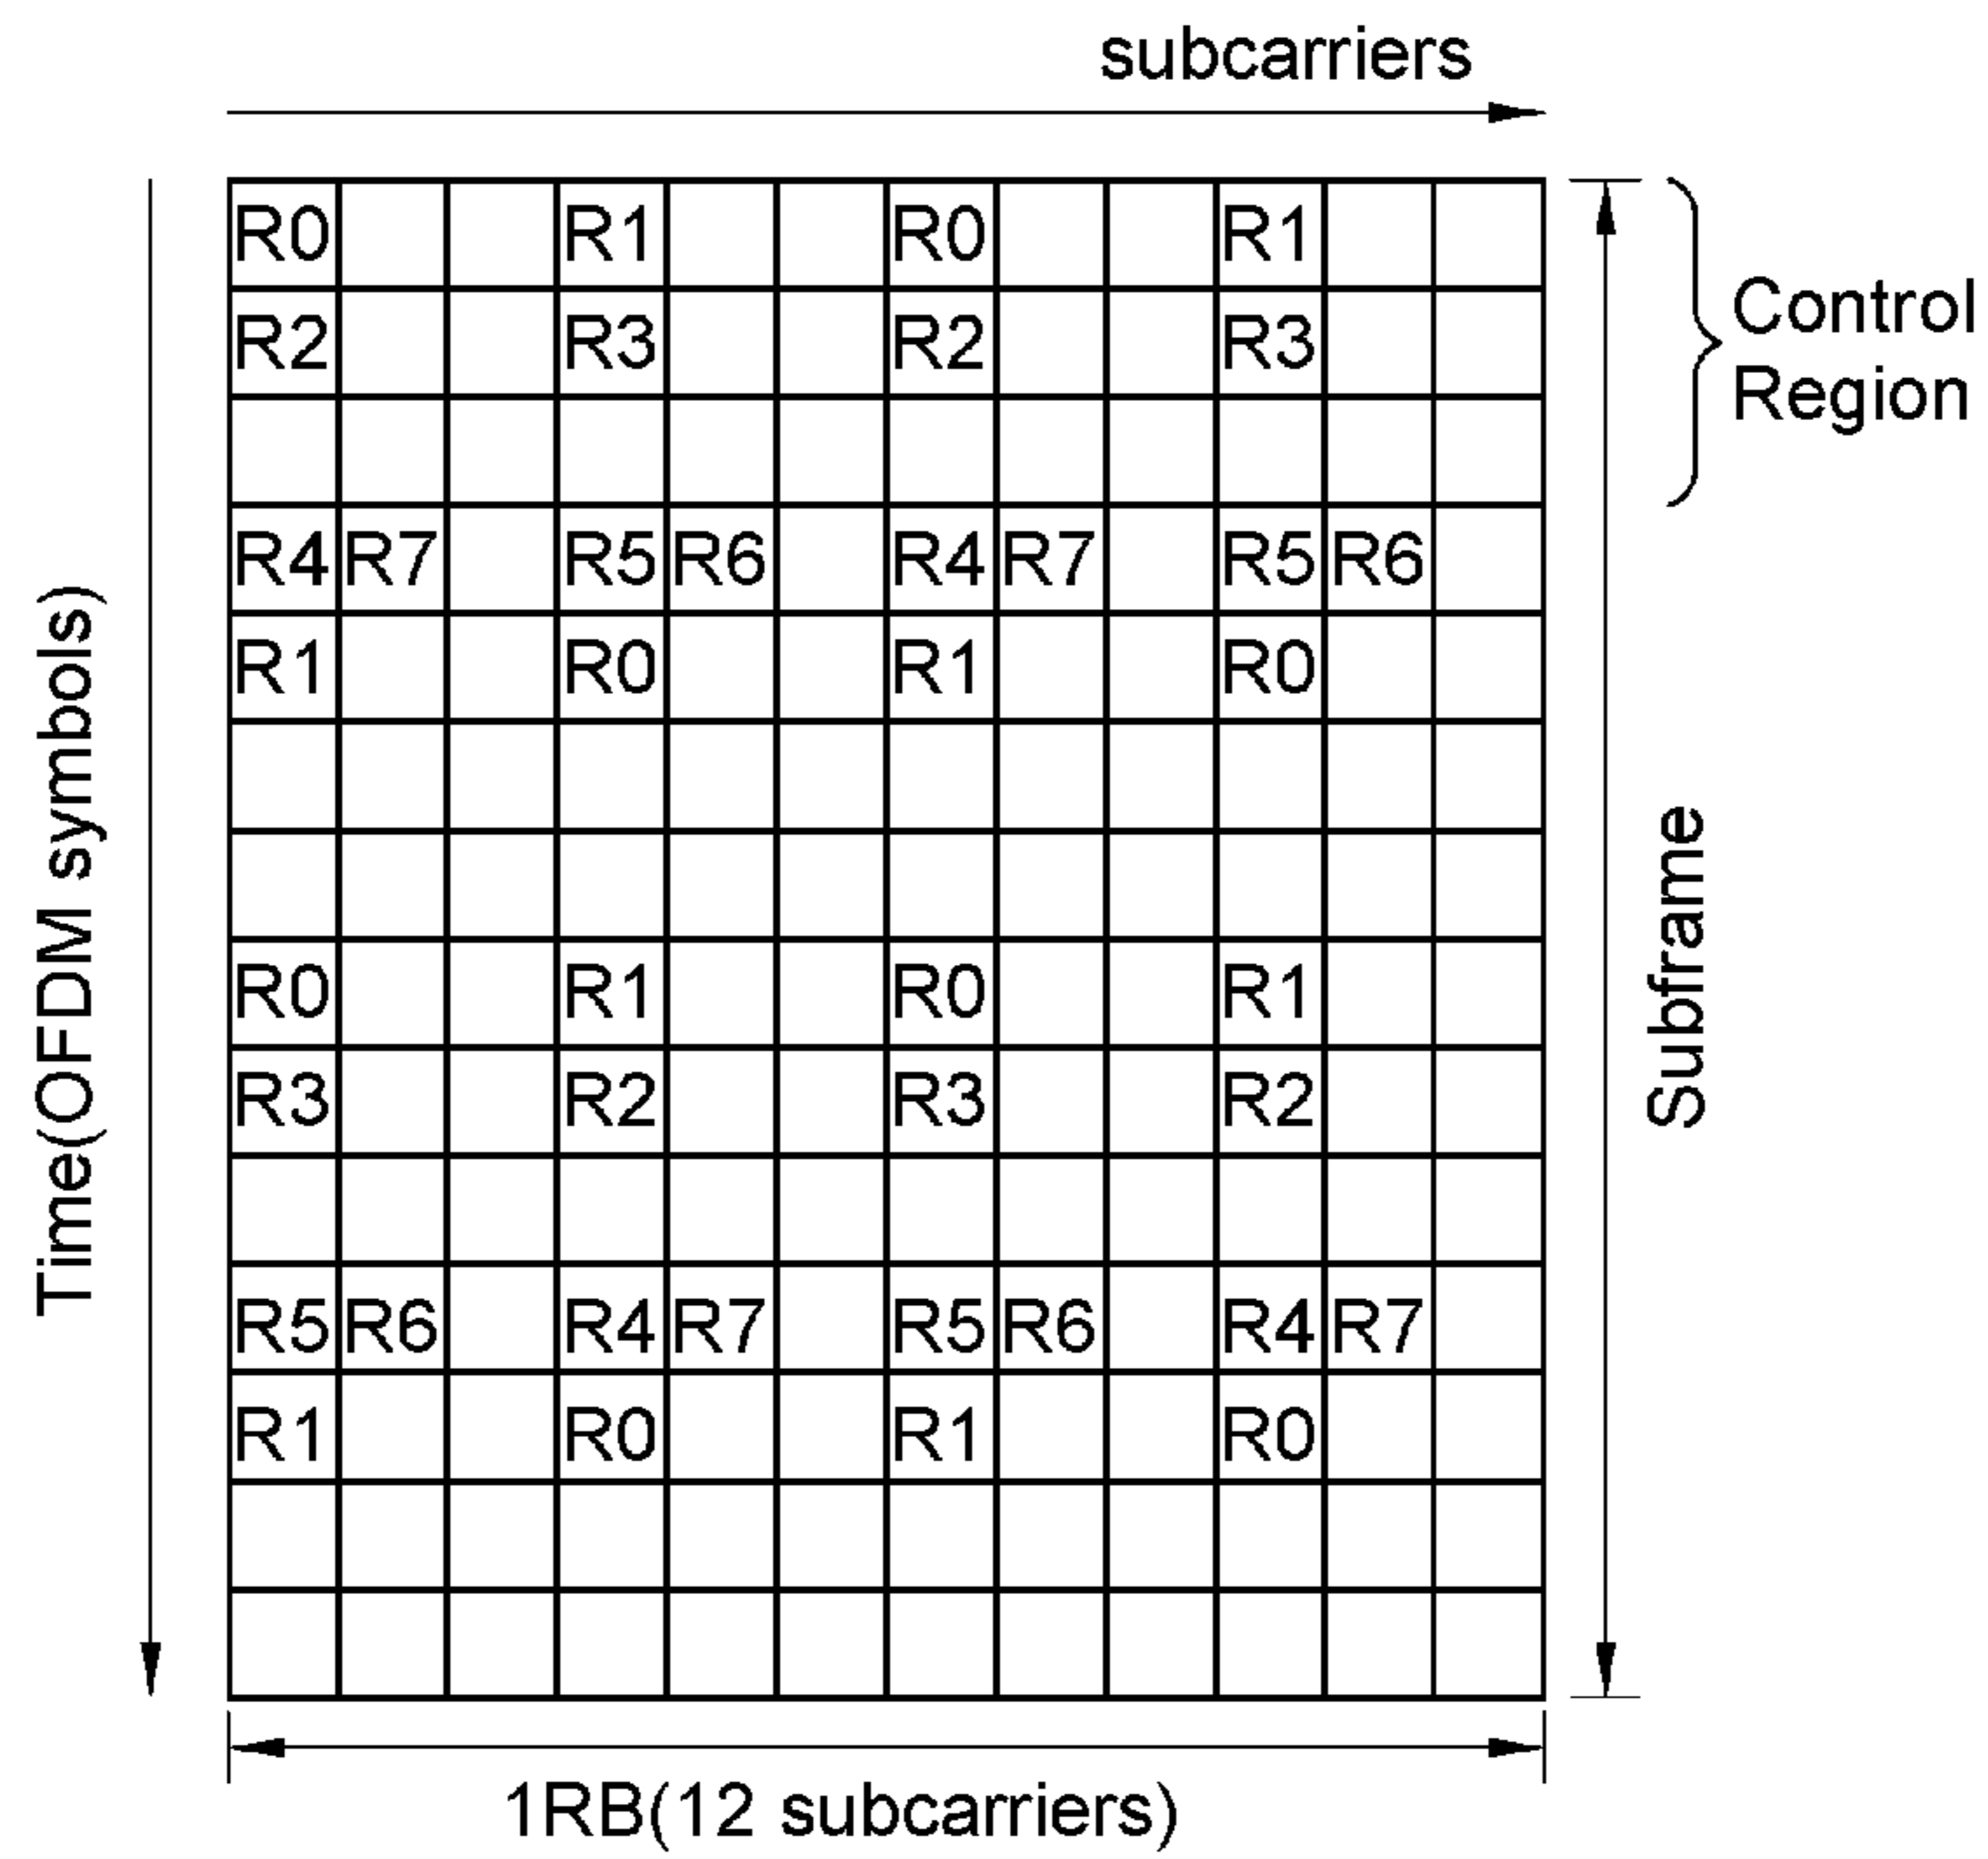 subcarriers
R0 R1 R0 R1
R2 R3 R2 R3
Control
Region
R4 R7 R5 R6 R4 R7 R5 R6
R1 R0 R1 R0
Time(OFDM symbols)
Subframe
R0 R1 R0 R1
R3 R2 R3 R2
R5 R6 R4 R7 R5 R6 R4 R7
R1 R0 R1 R0
1RB(12 subcarriers)